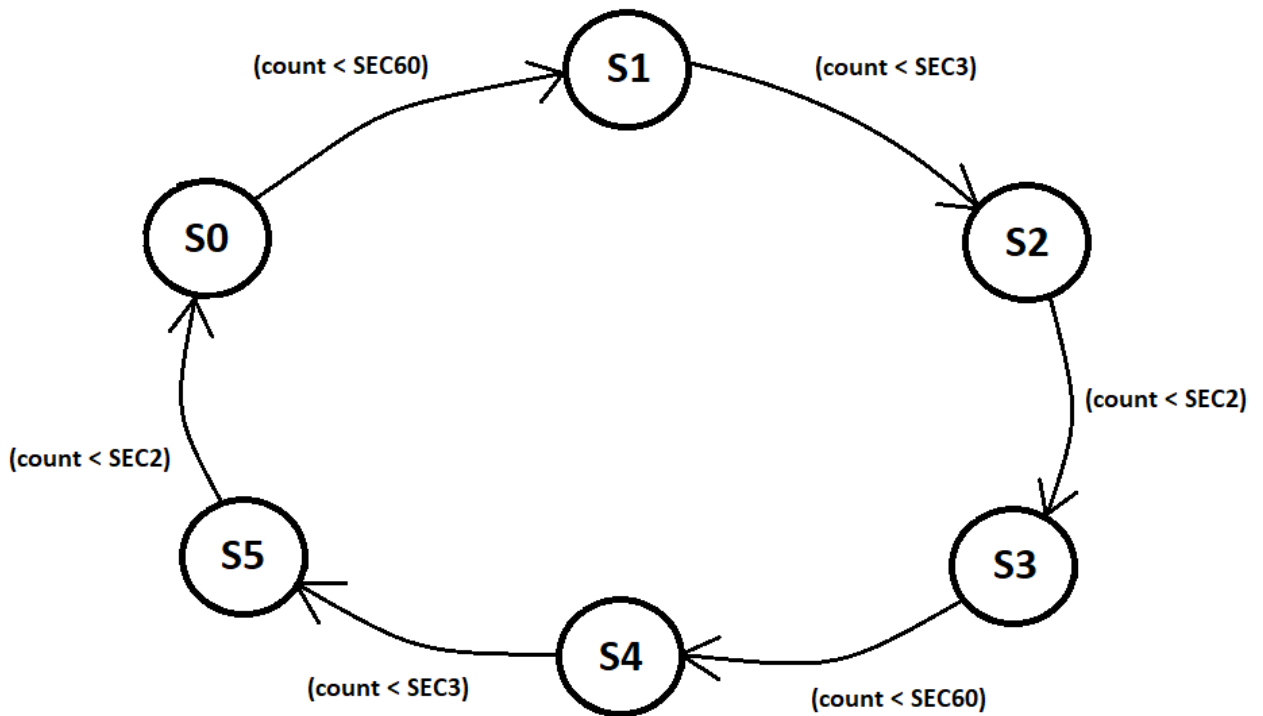 S1
(count < SEC60)
(count < SEC3)
S0
S2
(count < SEC2)
(count < SEC2)
S5
S3
S4
(count < SEC3)
(count < SEC60)